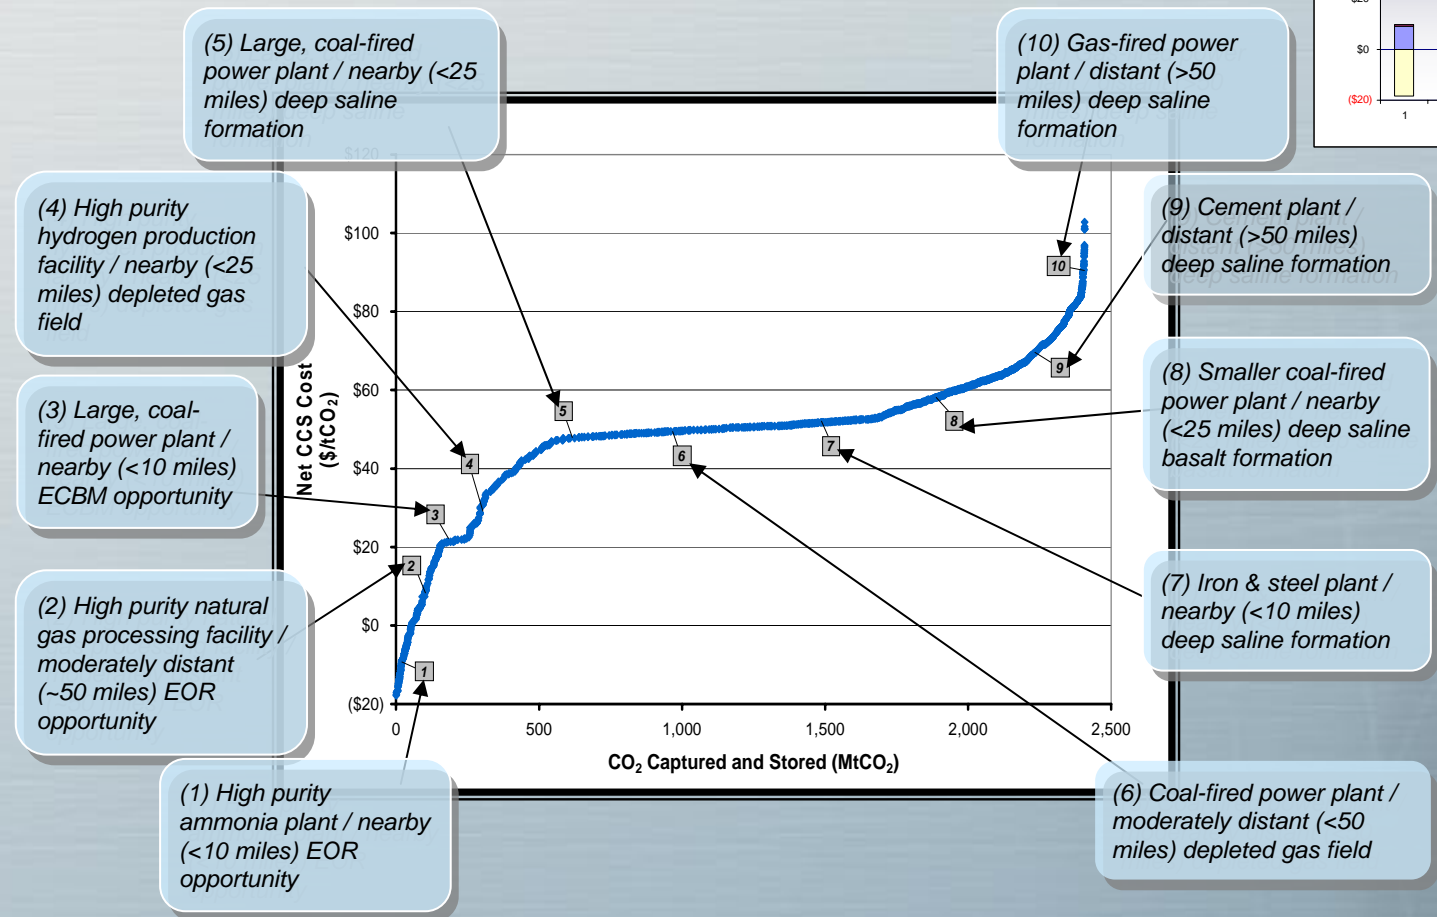 (5) Large, coal-fired
power plant / nearby (<25
miles) deep saline
formation
(10) Gas-fired power
plant / distant (>50
miles) deep saline
formation
$20
$0
($20)
1
(4) High purity
hydrogen production
facility / nearby (<25
miles) depleted gas
field
(9) Cement plant /
distant (>50 miles)
deep saline formation
(3) Large, coal-
fired power plant /
nearby (<10 miles)
ECBM opportunity
(8) Smaller coal-fired
power plant / nearby
(<25 miles) deep saline
basalt formation
(2) High purity natural
gas processing facility /
moderately distant
(~50 miles) EOR
opportunity
(7) Iron & steel plant /
nearby (<10 miles)
deep saline formation
(1) High purity
ammonia plant / nearby
(<10 miles) EOR
opportunity
(6) Coal-fired power plant /
moderately distant (<50
miles) depleted gas field
Net CCS Cost
($/tCO2)
$120
$100
$80
$60
$40
$20
$0
($20)
0
500
1,000
1,500
2,000
2,500
CO2 Captured and Stored (MtCO2)
1
2
3
4
5
6
7
8
9
10